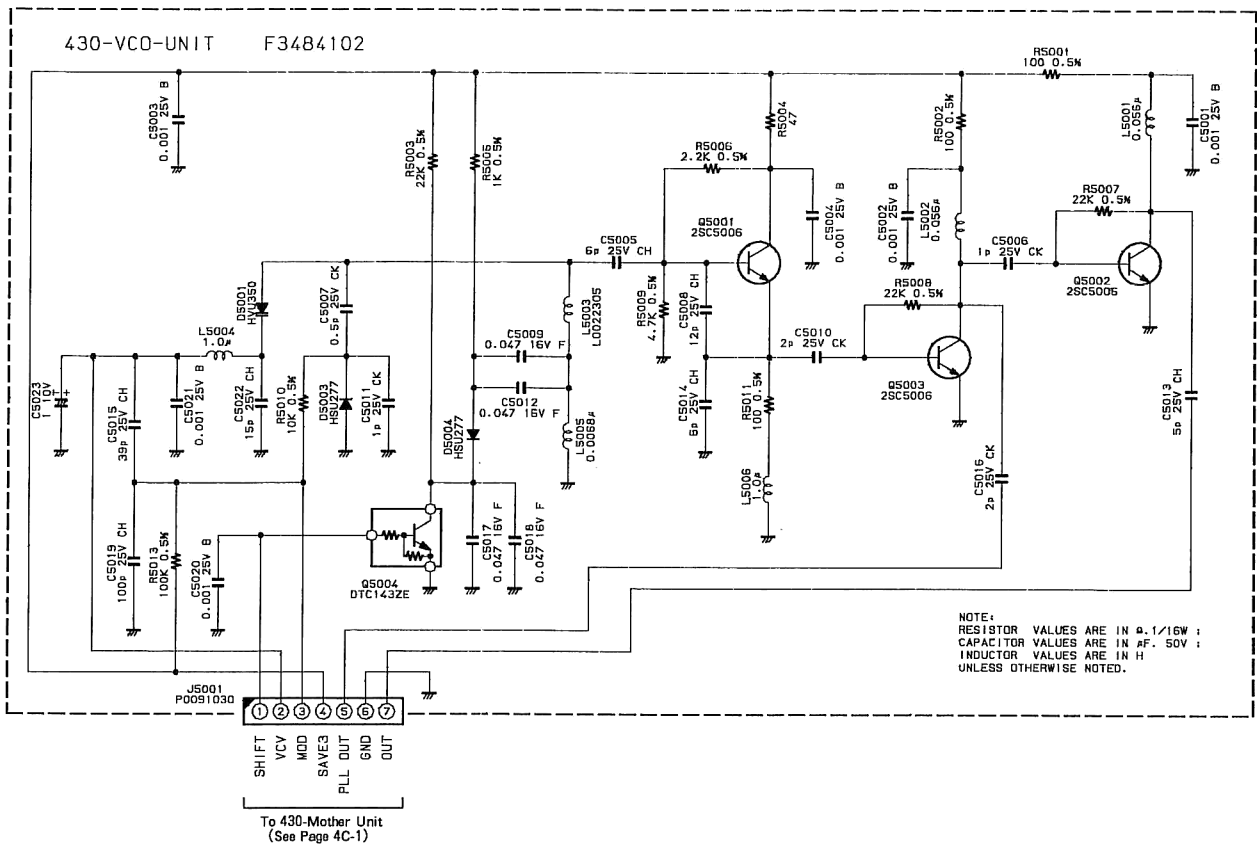 430-VCO-UNIT F3484102
C5003
0.001 25V B
R5003
22K 0.5%
R5005
1K 0.5%
R5004
47
R5002
100 0.5%
R5001
100 0.5%
L5001
0.056μ
C5001
0.001 25V B
R5006
2.2K 0.5%
Q5001
2SC5006
C5004
0.001 25V B
C5002
0.001 25V B
L5002
0.056μ
R5007
22K 0.5%
C5006
1p 25V CK
Q5002
2SC5006
C5005
6p 25V CH
D5001
HVU350
C5007
0.5p 25V CK
L5003
L0022305
R5009
4.7K 0.5%
C5008
12p 25V CH
R5008
22K 0.5%
C5010
2p 25V CK
Q5003
2SC5006
L5004
1.0μ
C5009
0.047 16V F
C5012
0.047 16V F
C5023
1 10V
+
C5015
39p 25V CH
C5021
0.001 25V B
C5022
15p 25V CH
R5010
10K 0.5%
D5003
HSU277
C5011
1p 25V CK
D5004
HSU277
L5005
0.0068μ
C5014
6p 25V CH
R5011
100 0.5%
C5013
5p 25V CH
C5016
2p 25V CK
L5006
1.0μ
C5019
100p 25V CH
R5013
100K 0.5%
C5020
0.001 25V B
Q5004
DTC143ZE
C5017
0.047 16V F
C5018
0.047 16V F
NOTE:
RESISTOR VALUES ARE IN Ω. 1/16W ;
CAPACITOR VALUES ARE IN μF. 50V ;
INDUCTOR VALUES ARE IN H
UNLESS OTHERWISE NOTED.
J5001
P0091030
1 2 3 4 5 6 7
SHIFT
VCV
MOD
SAVE3
PLL OUT
GND
OUT
To 430-Mother Unit
(See Page 4C-1)